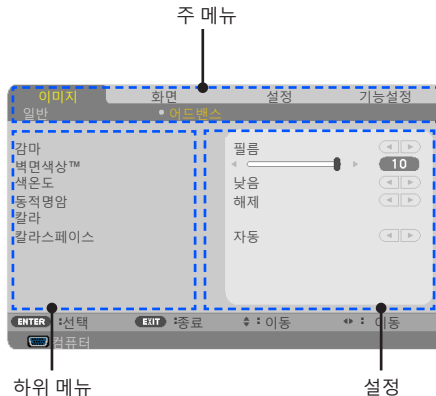 주 메뉴
이미지 화면 설정 기능설정
일반 • 어드밴스
감마 필름
벽면색상™ 10
색온도 낮음
동적명암 해제
칼라
칼라스페이스 자동
ENTER :선택 EXIT :종료 :이동 :이동
컴퓨터
하위 메뉴 설정